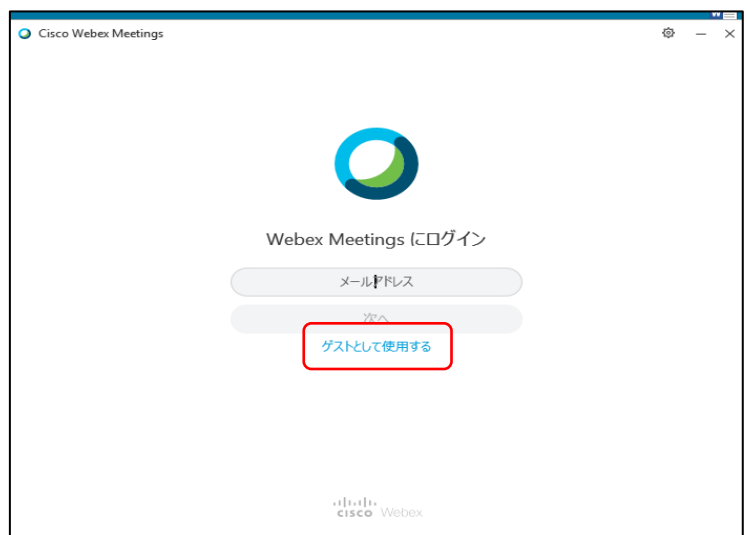 Cisco Webex Meetings
Webex Meetings にログイン
メールアドレス
次へ
ゲストとして使用する
CISCO Webex